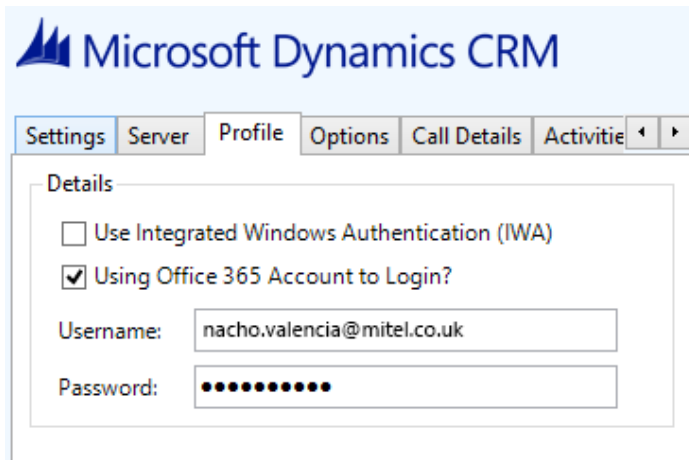 Microsoft Dynamics CRM
Settings Server Profile Options Call Details Activitie
Details
Use Integrated Windows Authentication (IWA)
Using Office 365 Account to Login?
Username: nacho.valencia@mitel.co.uk
Password: ●●●●●●●●●●